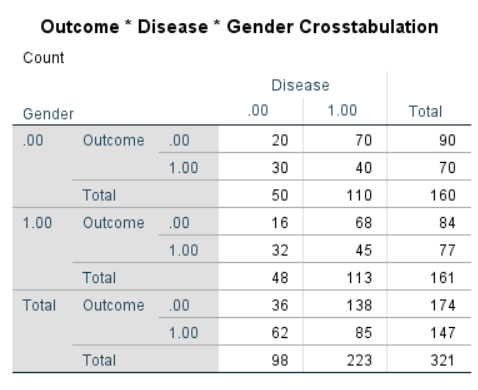 Outcome * Disease * Gender Crosstabulation
Count
Disease
Gender .00 1.00 Total
.00 Outcome .00 20 70 90
1.00 30 40 70
Total 50 110 160
1.00 Outcome .00 16 68 84
1.00 32 45 77
Total 48 113 161
Total Outcome .00 36 138 174
1.00 62 85 147
Total 98 223 321